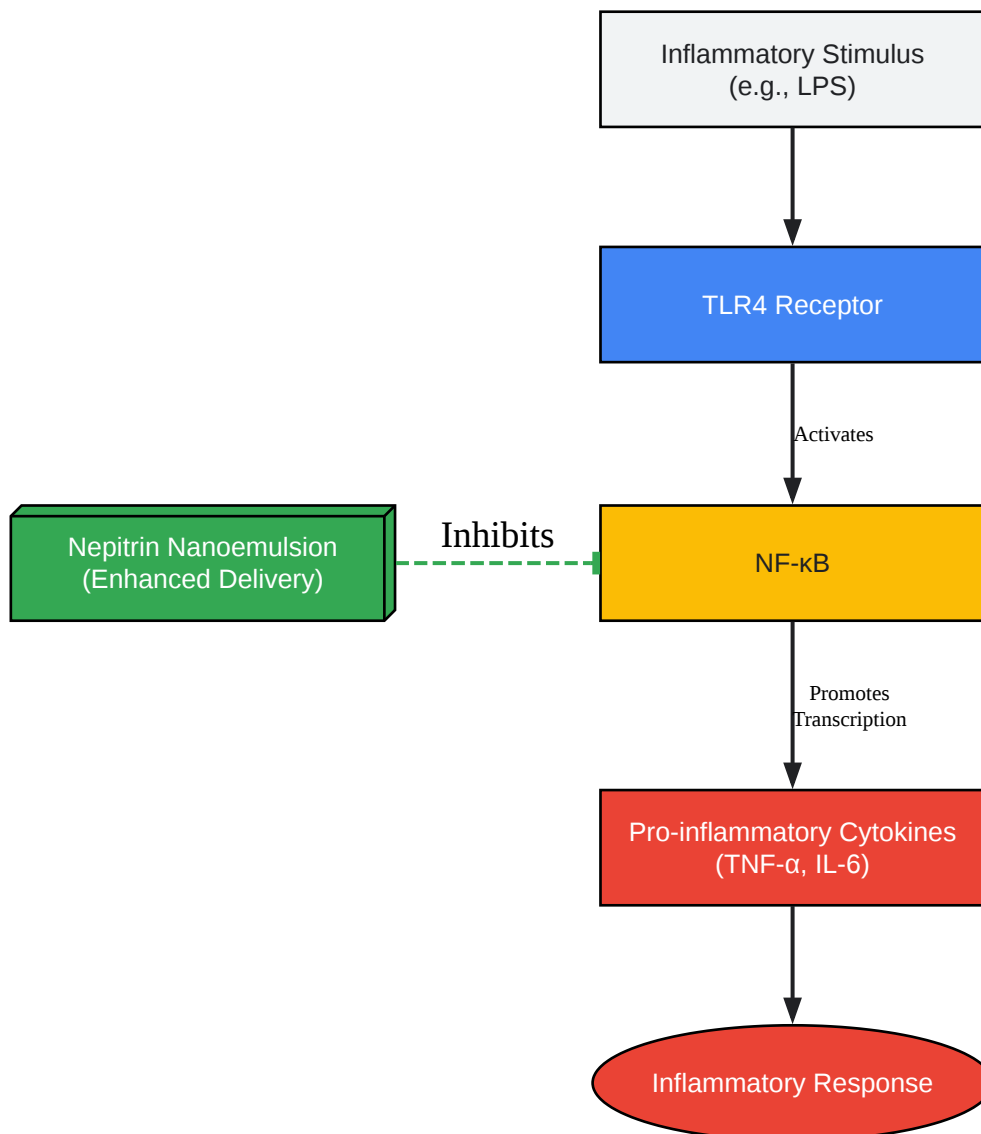 Inflammatory Stimulus
(e.g., LPS)
TLR4 Receptor
Activates
Nepitrin Nanoemulsion
(Enhanced Delivery)
Inhibits
NF-κB
Promotes
Transcription
Pro-inflammatory Cytokines
(TNF-α, IL-6)
Inflammatory Response